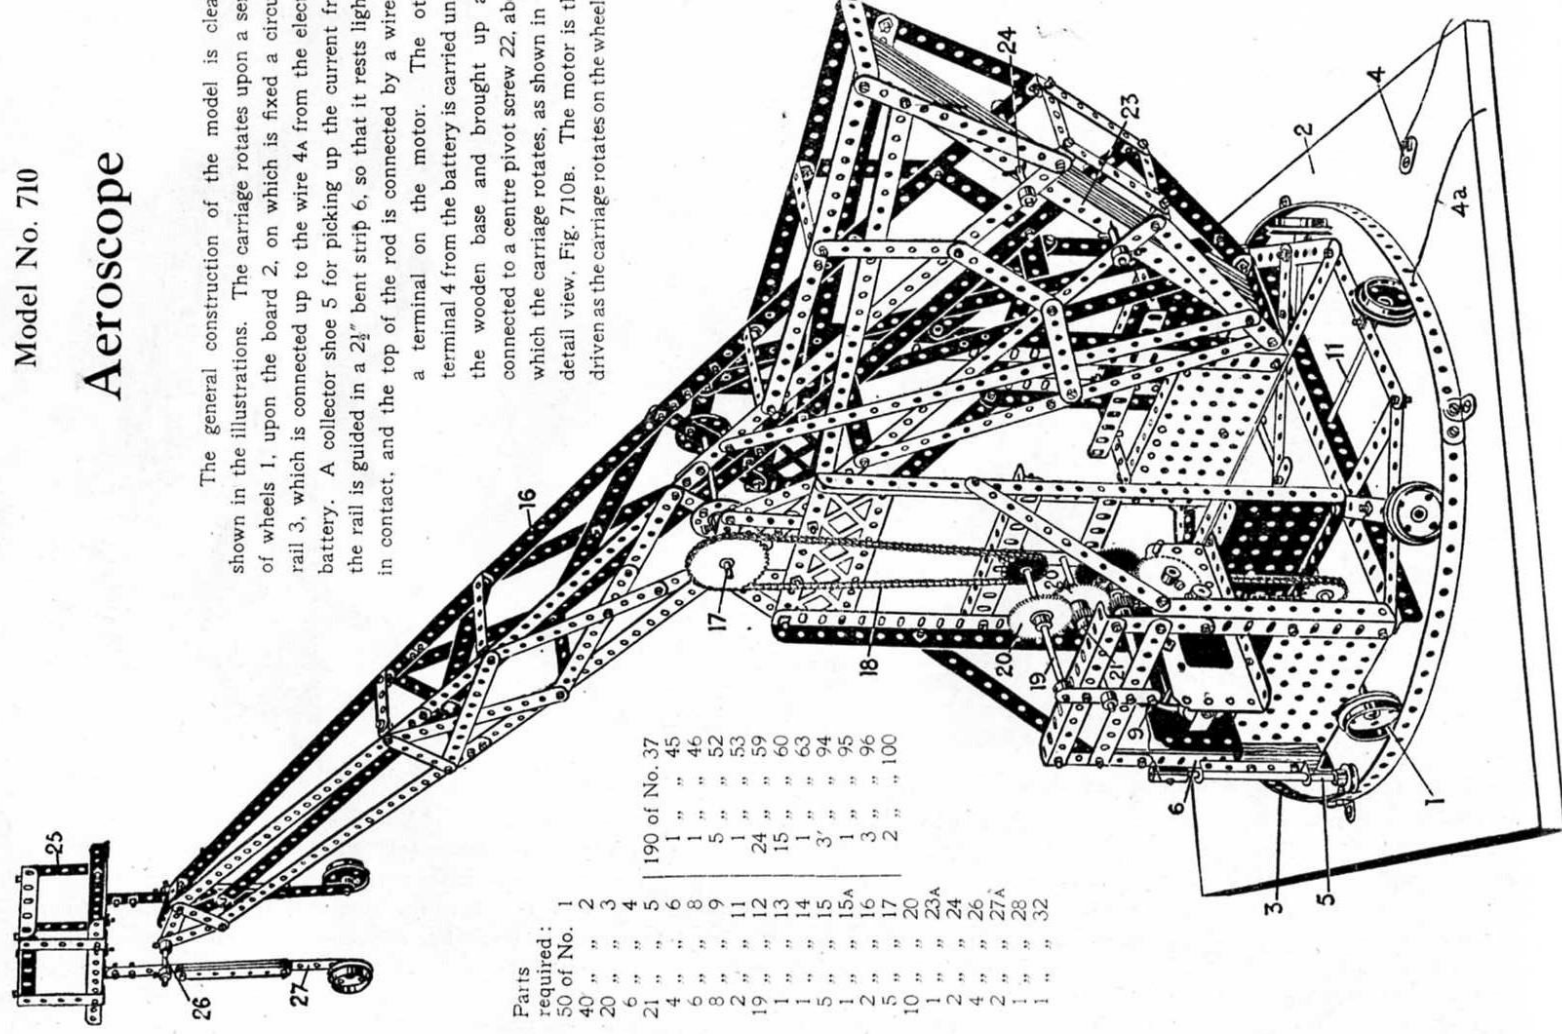 Model No. 710
Aeroscope
The general construction of the model is clea
shown in the illustrations. The carriage rotates upon a ser
of wheels 1, upon the board 2, on which is fixed a circu
rail 3, which is connected up to the wire 4A from the elect
battery. A collector shoe 5 for picking up the current fr
the rail is guided in a 2½" bent strip 6, so that it rests ligh
in contact, and the top of the rod is connected by a wire
a terminal on the motor. The ot
terminal 4 from the battery is carried un
the wooden base and brought up a
connected to a centre pivot screw 22, ab
which the carriage rotates, as shown in
detail view, Fig. 710B. The motor is th
driven as the carriage rotates on the wheel
Parts
required :
50 of No. 1
40 „ „ 2
20 „ „ 3
6 „ „ 4
21 „ „ 5
4 „ „ 6
6 „ „ 8
8 „ „ 9
2 „ „ 11
19 „ „ 12
1 „ „ 13
1 „ „ 14
5 „ „ 15
1 „ „ 15A
2 „ „ 16
5 „ „ 17
10 „ „ 20
1 „ „ 23A
2 „ „ 24
4 „ „ 26
2 „ „ 27A
1 „ „ 28
1 „ „ 32
190 of No. 37
1 „ „ 45
1 „ „ 46
5 „ „ 52
1 „ „ 53
24 „ „ 59
15 „ „ 60
1 „ „ 63
3 „ „ 94
1 „ „ 95
3 „ „ 96
2 „ „ 100
25
26
27
16
17
18
19
20
21
24
23
2
4
4a
11
9
6
3
5
1